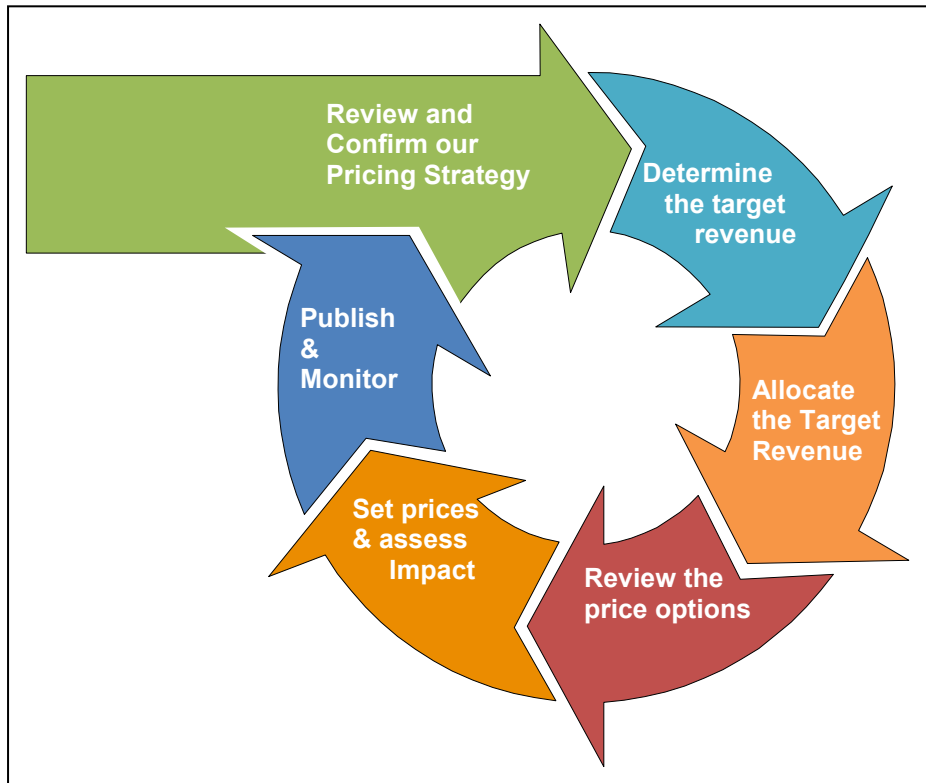 Review and
Confirm our
Pricing Strategy
Determine
the target
revenue
Allocate
the Target
Revenue
Review the
price options
Set prices
& assess
Impact
Publish
&
Monitor